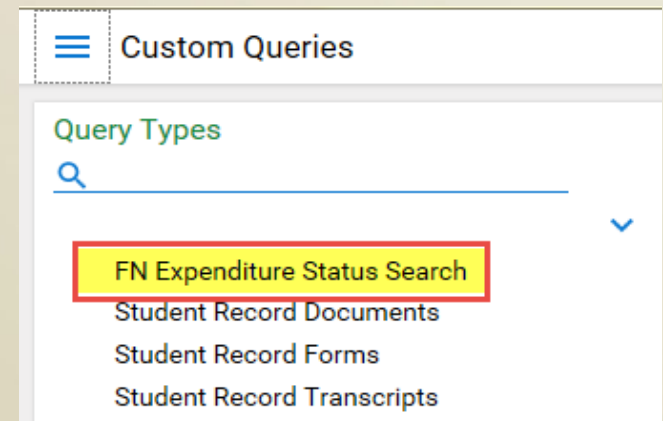 Custom Queries
Query Types
FN Expenditure Status Search
Student Record Documents
Student Record Forms
Student Record Transcripts